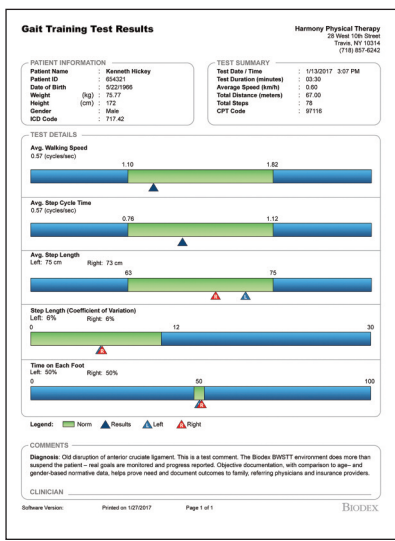 Gait Training Test Results
Harmony Physical Therapy
28 West 10th Street
Travis, NY 10314
(718) 857-6242
PATIENT INFORMATION
Patient Name : Kenneth Hickey
Patient ID : 654321
Date of Birth : 5/22/1966
Weight (kg) : 75.77
Height (cm) : 172
Gender : Male
ICD Code : 717.42
TEST SUMMARY
Test Date / Time : 1/13/2017 3:07 PM
Test Duration (minutes) : 03:30
Average Speed (km/h) : 0.60
Total Distance (meters) : 67.00
Total Steps : 78
CPT Code : 97116
TEST DETAILS
Avg. Walking Speed
0.57 (cycles/sec)
1.10 1.82
Avg. Step Cycle Time
0.57 (cycles/sec)
0.76 1.12
Avg. Step Length
Left: 75 cm Right: 73 cm
63 75
R L
Step Length (Coefficient of Variation)
Left: 6% Right: 6%
0 12 30
R
Time on Each Foot
Left: 50% Right: 50%
0 50 100
R
Legend: Norm Results L Left R Right
COMMENTS
Diagnosis: Old disruption of anterior cruciate ligament. This is a test comment. The Biodex BWSTT environment does more than
suspend the patient – real goals are monitored and progress reported. Objective documentation, with comparison to age– and
gender-based normative data, helps prove need and document outcomes to family, referring physicians and insurance providers.
CLINICIAN
Software Version: Printed on 1/27/2017 Page 1 of 1 BIODEX